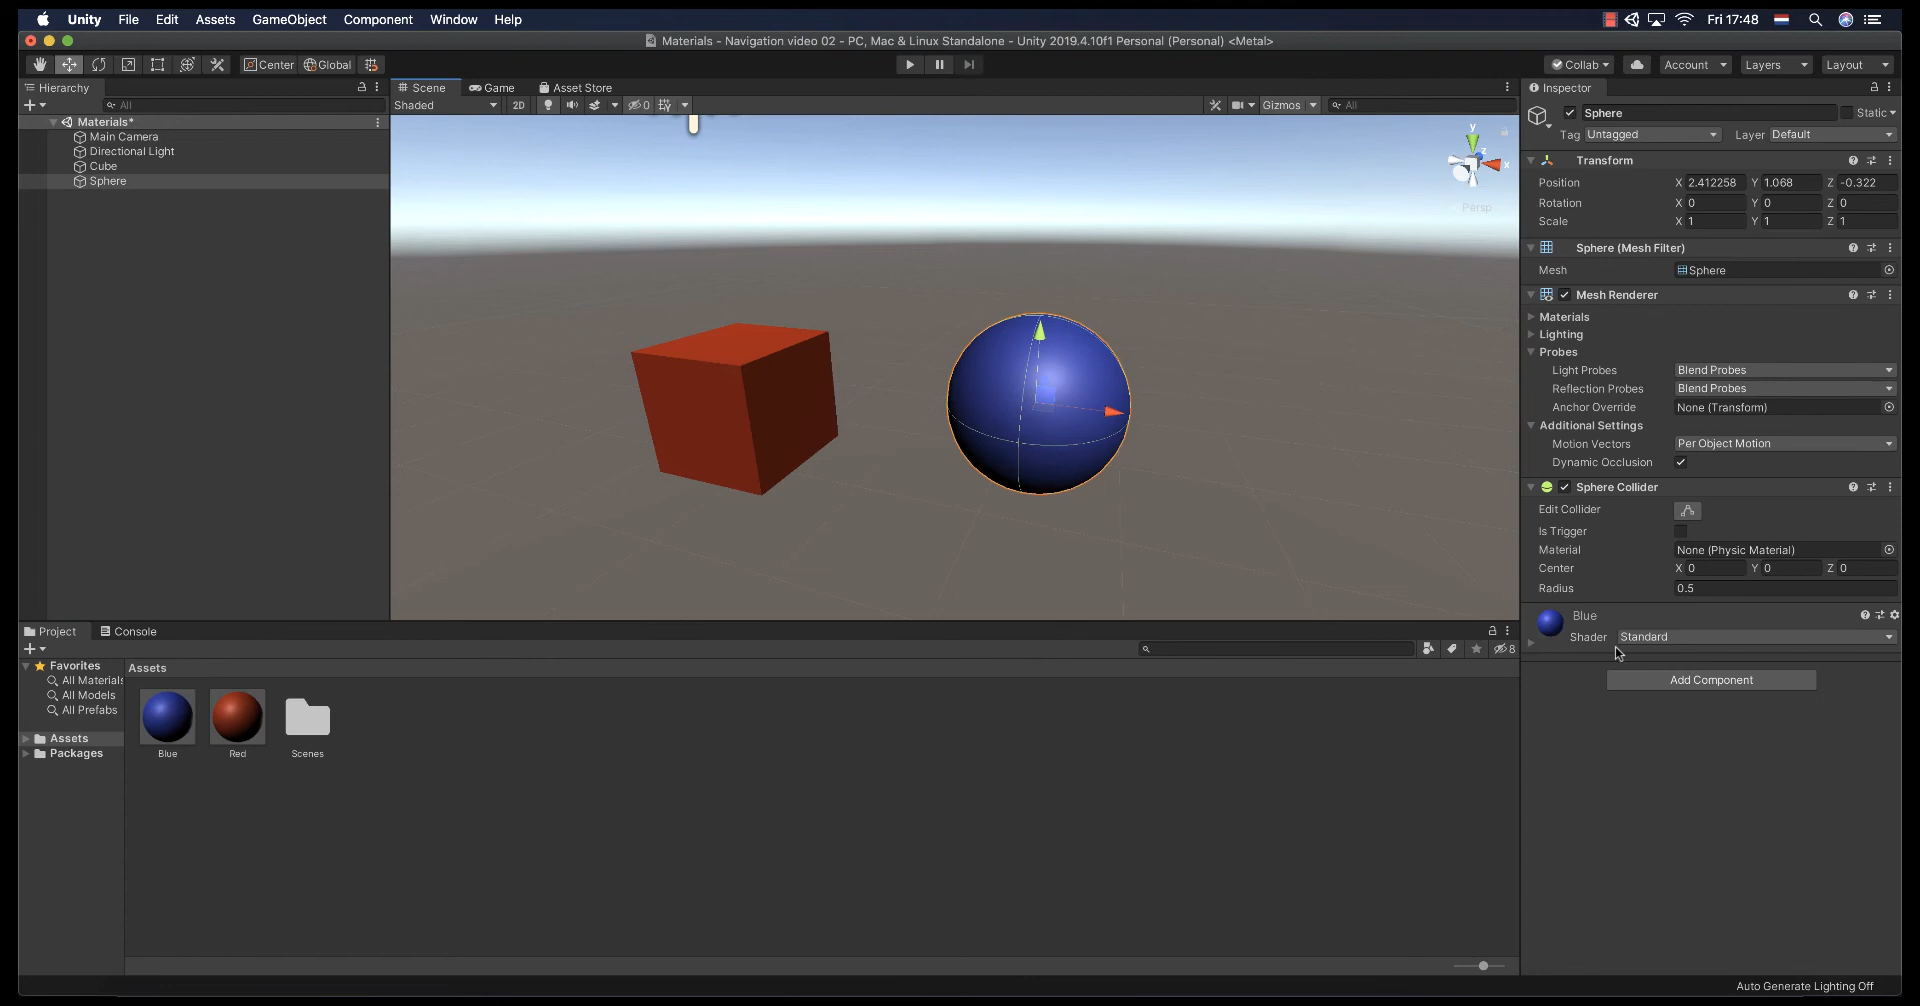 Unity File Edit Assets GameObject Component Window Help Fri 17:48
Materials - Navigation video 02 - PC, Mac & Linux Standalone - Unity 2019.4.10f1 Personal (Personal) <Metal>
Center Global Collab Account Layers Layout
Hierarchy
All
Materials*
Main Camera
Directional Light
Cube
Sphere
Scene Game Asset Store
Shaded 2D 0 Gizmos All
y
z
x
Persp
Inspector
Sphere Static
Tag Untagged Layer Default
Transform
Position X 2.412258 Y 1.068 Z -0.322
Rotation X 0 Y 0 Z 0
Scale X 1 Y 1 Z 1
Sphere (Mesh Filter)
Mesh Sphere
Mesh Renderer
Materials
Lighting
Probes
Light Probes Blend Probes
Reflection Probes Blend Probes
Anchor Override None (Transform)
Additional Settings
Motion Vectors Per Object Motion
Dynamic Occlusion
Sphere Collider
Edit Collider
Is Trigger
Material None (Physic Material)
Center X 0 Y 0 Z 0
Radius 0.5
Blue
Shader Standard
Add Component
Project Console
8
Favorites
All Materials
All Models
All Prefabs
Assets
Packages
Assets
Blue Red Scenes
Auto Generate Lighting Off